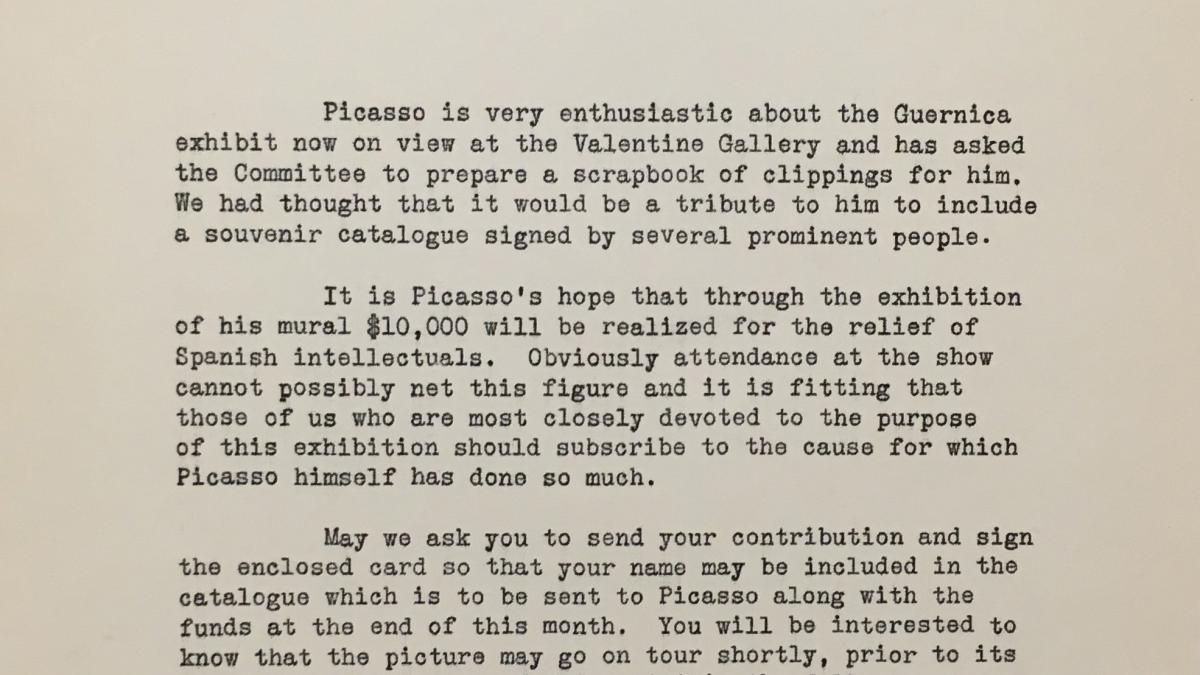 Picasso is very enthusiastic about the Guernica
exhibit now on view at the Valentine Gallery and has asked
the Committee to prepare a scrapbook of clippings for him.
We had thought that it would be a tribute to him to include
a souvenir catalogue signed by several prominent people.
It is Picasso's hope that through the exhibition
of his mural $10,000 will be realized for the relief of
Spanish intellectuals. Obviously attendance at the show
cannot possibly net this figure and it is fitting that
those of us who are most closely devoted to the purpose
of this exhibition should subscribe to the cause for which
Picasso himself has done so much.
May we ask you to send your contribution and sign
the enclosed card so that your name may be included in the
catalogue which is to be sent to Picasso along with the
funds at the end of this month. You will be interested to
know that the picture may go on tour shortly, prior to its